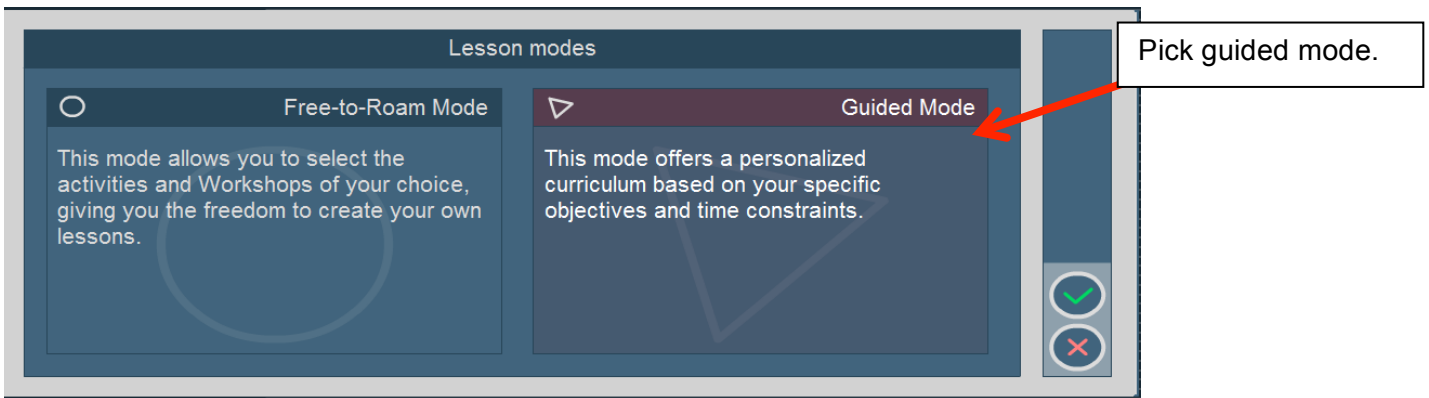 Lesson modes
Free-to-Roam Mode
This mode allows you to select the
activities and Workshops of your choice,
giving you the freedom to create your own
lessons.
Guided Mode
This mode offers a personalized
curriculum based on your specific
objectives and time constraints.
Pick guided mode.